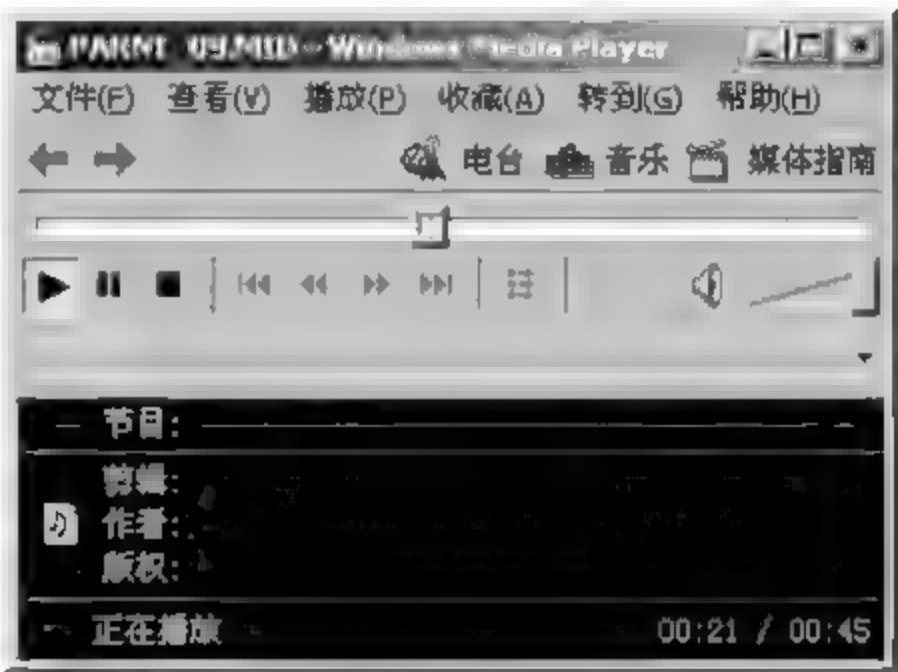 Windows Media Player
文件(F) 查看(V) 播放(P) 收藏(A) 转到(G) 帮助(H)
电台 音乐 媒体指南
节目:
剪辑:
作者:
版权:
正在播放 00:21 / 00:45